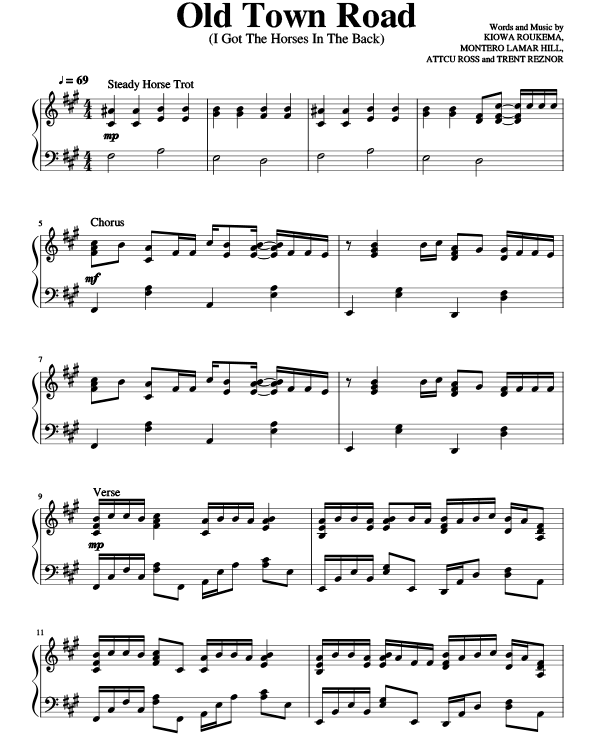 Old Town Road
(I Got The Horses In The Back)
Words and Music by
KIOWA ROUKEMA,
MONTERO LAMAR HILL,
ATTCU ROSS and TRENT REZNOR
♩ = 69
Steady Horse Trot
4
4
mp
4
4
5
Chorus
mf
7
9
Verse
mp
11